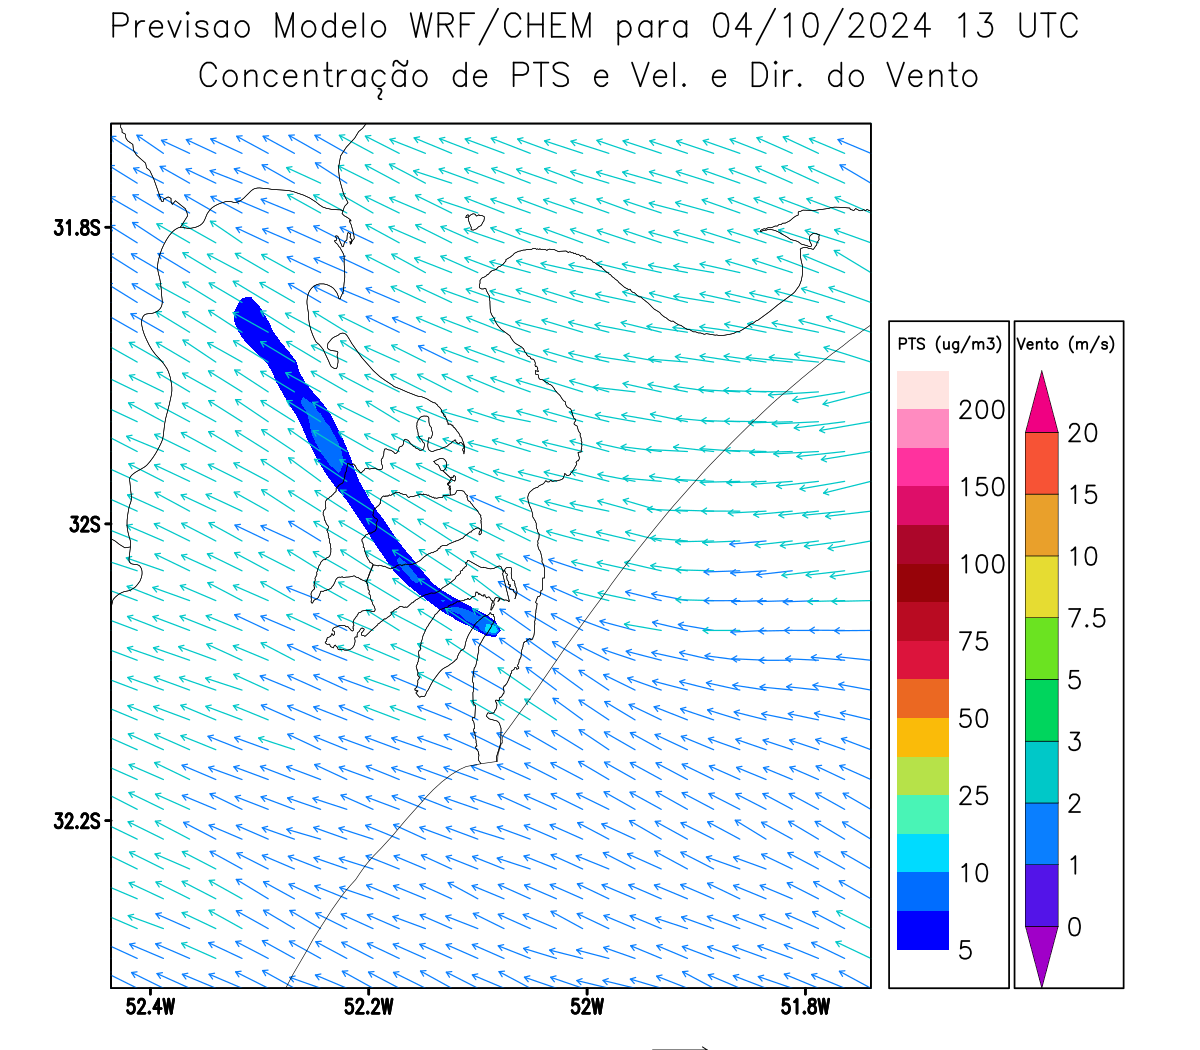 Previsao Modelo WRF/CHEM para 04/10/2024 13 UTC
Concentração de PTS e Vel. e Dir. do Vento
31.8S
32S
32.2S
52.4W
52.2W
52W
51.8W
PTS (ug/m3)
200
150
100
75
50
25
10
5
Vento (m/s)
20
15
10
7.5
5
3
2
1
0